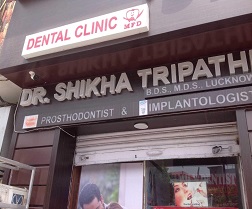 DENTAL CLINIC
MFD
DR. SHIKHA TRIPATHI
B.D.S., M.D.S. LUCKNOW
PROSTHODONTIST & IMPLANTOLOGIST